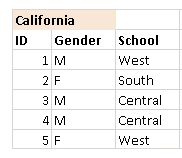 California
ID Gender School
1 M West
2 F South
3 M Central
4 M Central
5 F West